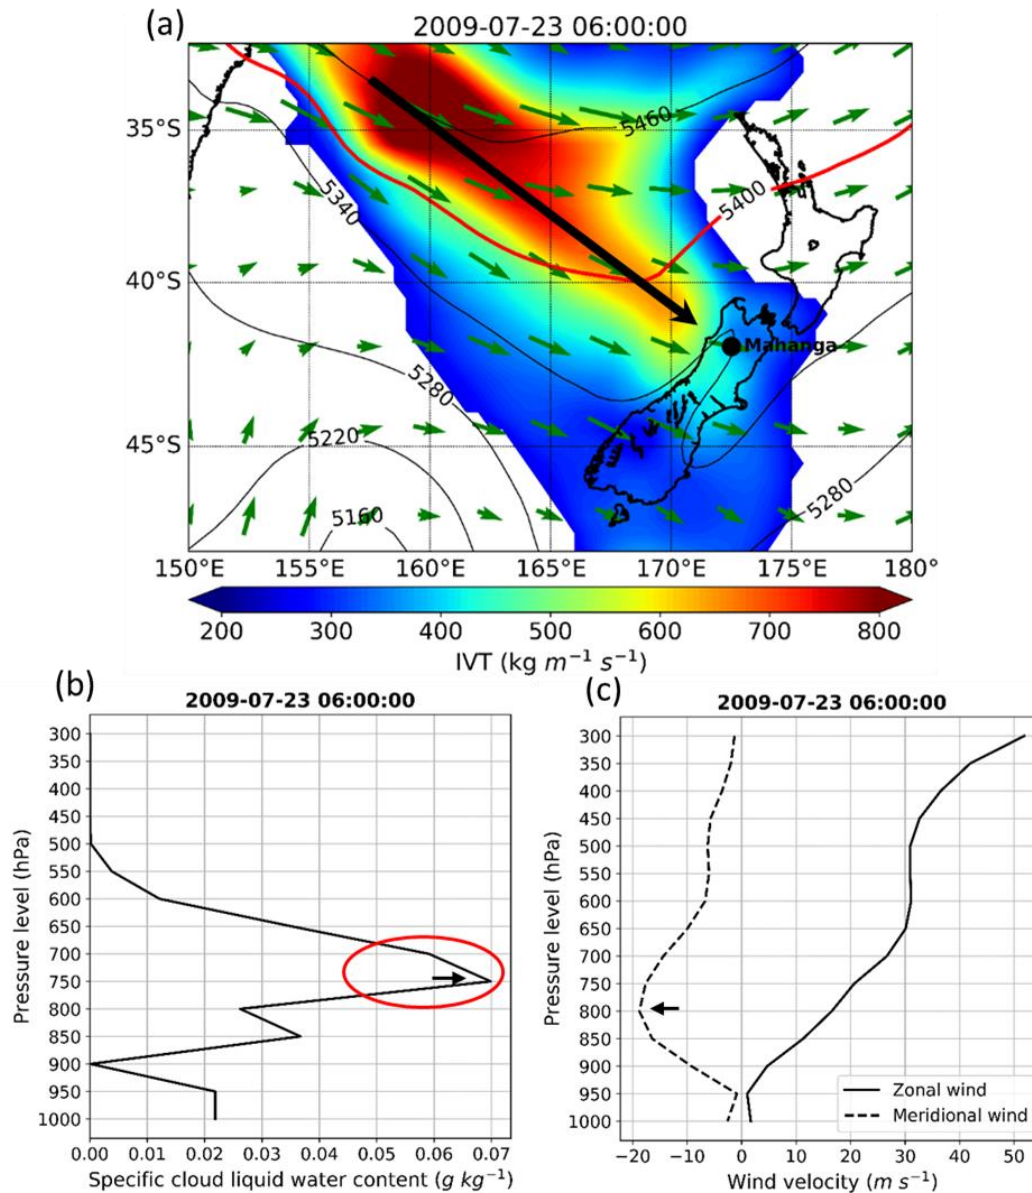 (a)
2009-07-23 06:00:00
35°S
40°S
45°S
5460
5400
5340
5280
5220
5160
5280
Mahanga
150°E 155°E 160°E 165°E 170°E 175°E 180°
200 300 400 500 600 700 800
IVT (kg m⁻¹ s⁻¹)
(b)
2009-07-23 06:00:00
Pressure level (hPa)
300
350
400
450
500
550
600
650
700
750
800
850
900
950
1000
0.00 0.01 0.02 0.03 0.04 0.05 0.06 0.07
Specific cloud liquid water content (g kg⁻¹)
(c)
2009-07-23 06:00:00
Pressure level (hPa)
300
350
400
450
500
550
600
650
700
750
800
850
900
950
1000
Zonal wind
Meridional wind
−20 −10 0 10 20 30 40 50
Wind velocity (m s⁻¹)